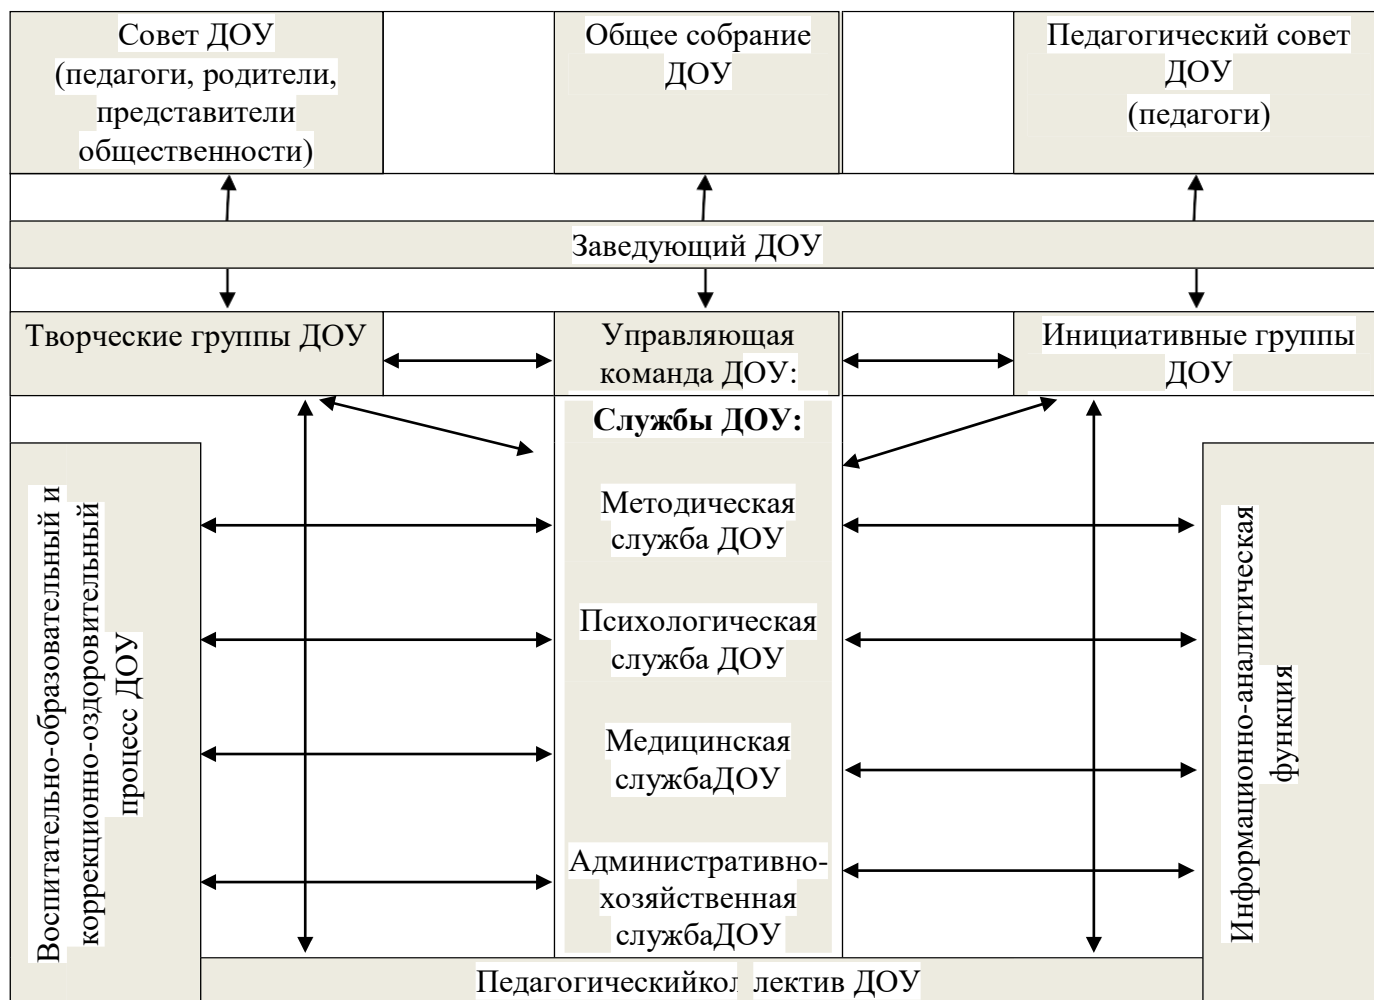 Совет ДОУ
(педагоги, родители,
представители
общественности)
Общее собрание
ДОУ
Педагогический совет
ДОУ
(педагоги)
Заведующий ДОУ
Творческие группы ДОУ
Управляющая
команда ДОУ:
Инициативные группы
ДОУ
Службы ДОУ:
Методическая
служба ДОУ
Психологическая
служба ДОУ
Медицинская
службаДОУ
Административно-
хозяйственная
службаДОУ
Воспитательно-образовательный и
коррекционно-оздоровительный
процесс ДОУ
Информационно-аналитическая
функция
Педагогическийкол лектив ДОУ